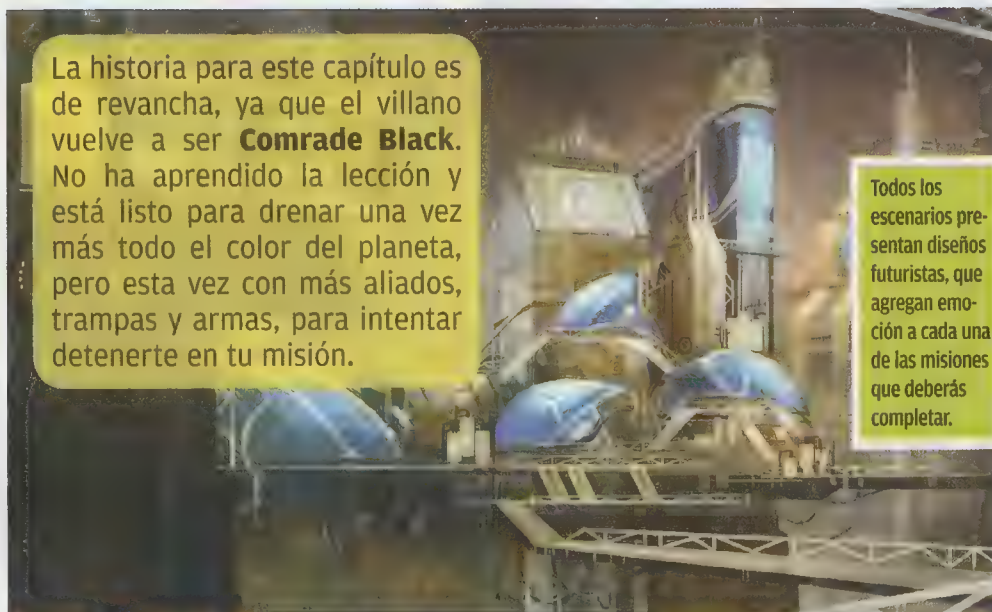 La historia para este capítulo es
de revancha, ya que el villano
vuelve a ser Comrade Black.
No ha aprendido la lección y
está listo para drenar una vez
más todo el color del planeta,
pero esta vez con más aliados,
trampas y armas, para intentar
detenerte en tu misión.
Todos los
escenarios pre-
sentan diseños
futuristas, que
agregan emo-
ción a cada una
de las misiones
que deberás
completar.